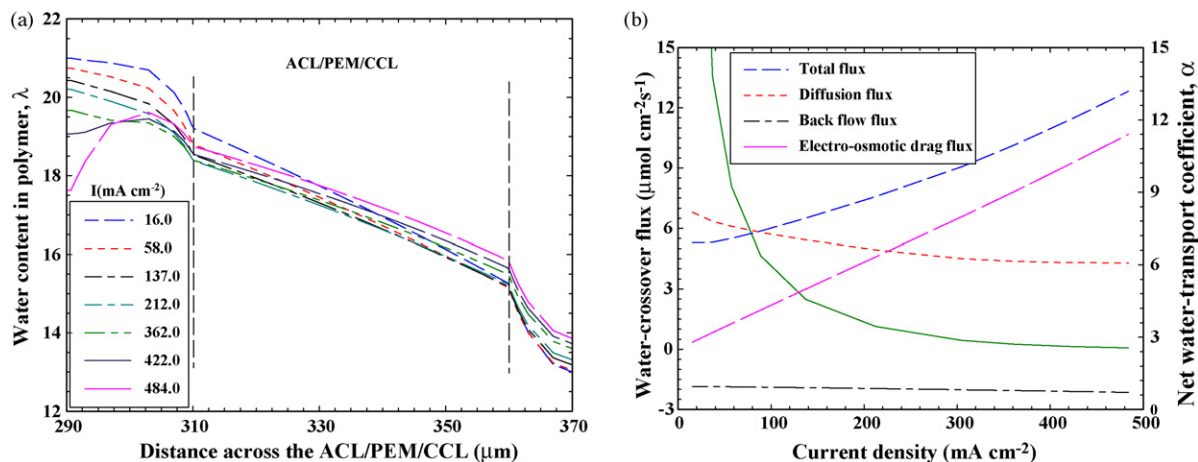 (a)
22
21
20
19
18
17
16
15
14
13
12
Water content in polymer, λ
ACL/PEM/CCL
I(mA cm⁻²)
16.0
58.0
137.0
212.0
362.0
422.0
484.0
290 310 330 350 370
Distance across the ACL/PEM/CCL (μm)
(b)
15
12
9
6
3
0
-3
Water-crossover flux (μmol cm⁻²s⁻¹)
Total flux
Diffusion flux
Back flow flux
Electro-osmotic drag flux
15
12
9
6
3
0
Net water-transport coefficient, α
0 100 200 300 400 500
Current density (mA cm⁻²)